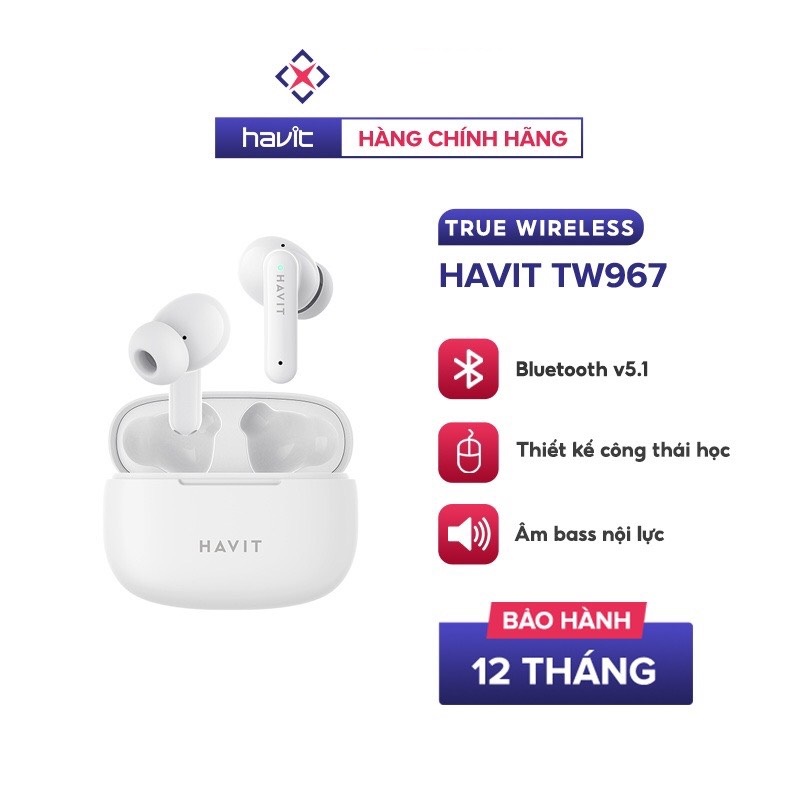 havit
HÀNG CHÍNH HÃNG
TRUE WIRELESS
HAVIT TW967
HAVIT
Bluetooth v5.1
Thiết kế công thái học
HAVIT
Âm bass nội lực
BẢO HÀNH
12 THÁNG